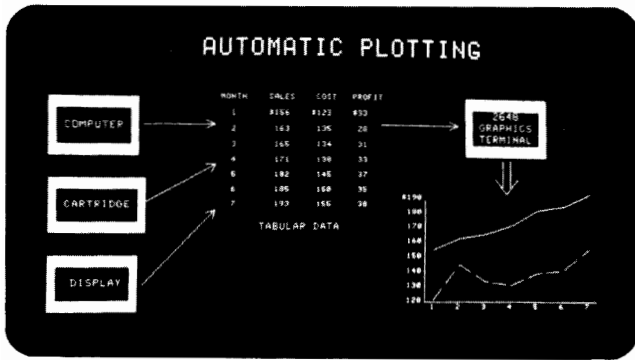 AUTOMATIC PLOTTING
MONTH SALES COST PROFIT
1 $156 $123 $33
2 163 135 28
3 165 134 31
4 171 138 33
5 182 145 37
6 185 150 35
7 193 155 38
TABULAR DATA
COMPUTER
CARTRIDGE
DISPLAY
2648
GRAPHICS
TERMINAL
$190
180
170
160
150
140
130
120
1 2 3 4 5 6 7